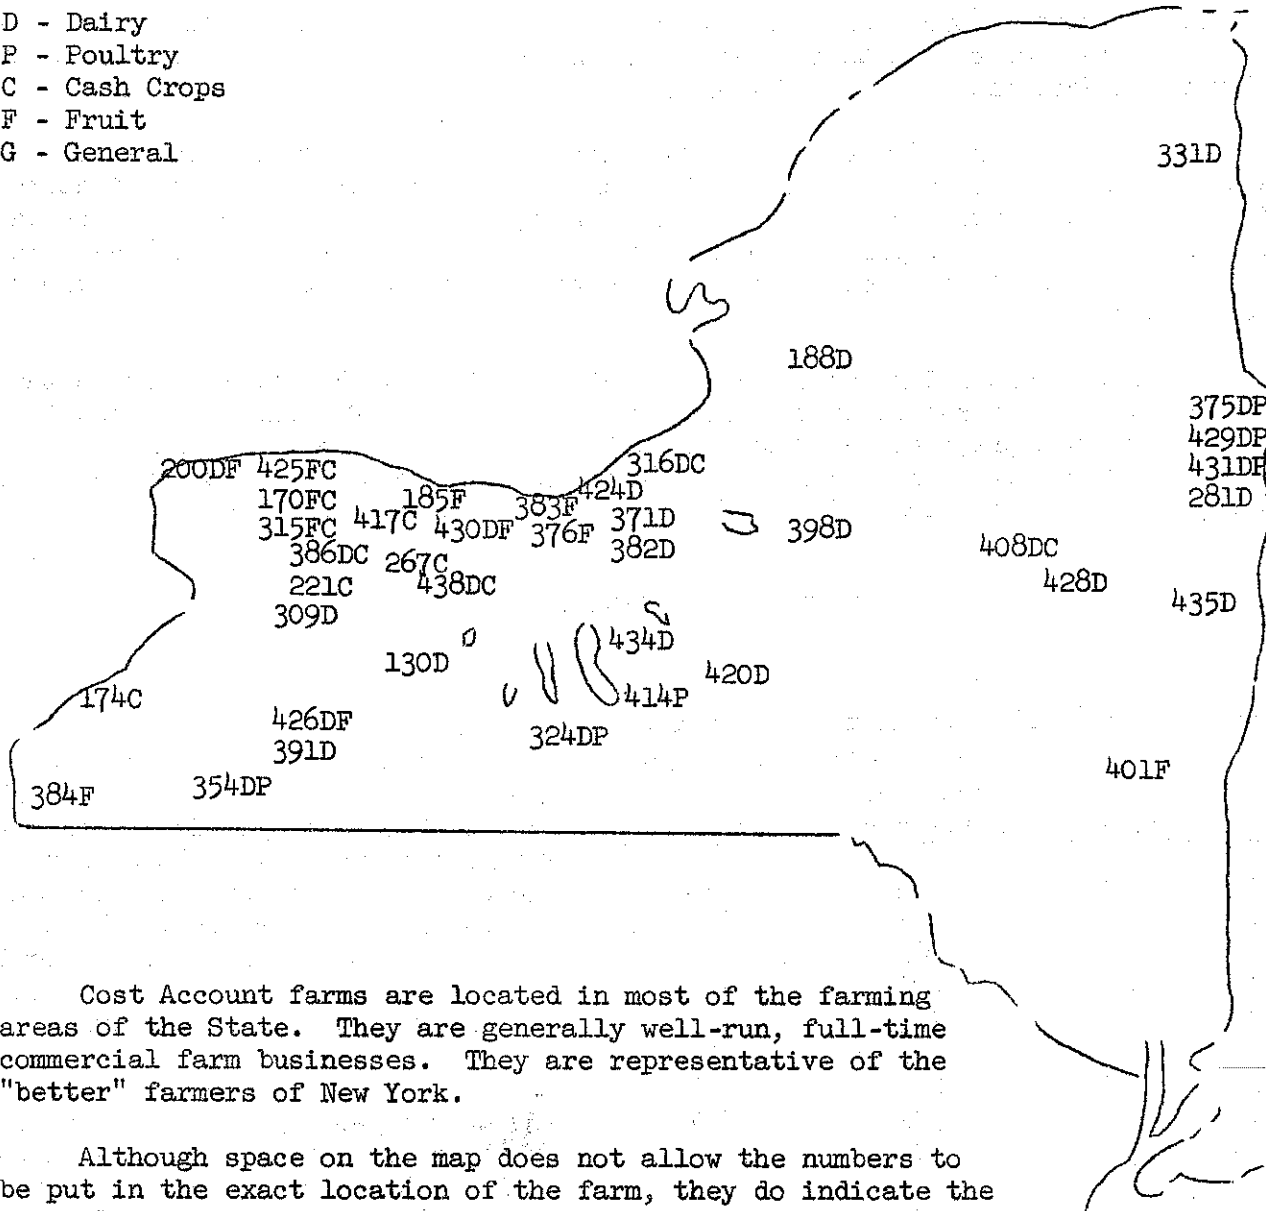 D - Dairy
P - Poultry
C - Cash Crops
F - Fruit
G - General
331D
188D
375DP
429DP
431DP
281D
200DF 425FC
316DC
424D
170FC
185F
383F
371D
315FC
417C
430DF
376F
398D
386DC
267C
382D
408DC
221C
438DC
428D
309D
435D
434D
130D
420D
174C
414P
426DF
324DP
391D
401F
354DP
384F
Cost Account farms are located in most of the farming
areas of the State. They are generally well-run, full-time
commercial farm businesses. They are representative of the
"better" farmers of New York.
Although space on the map does not allow the numbers to
be put in the exact location of the farm, they do indicate the